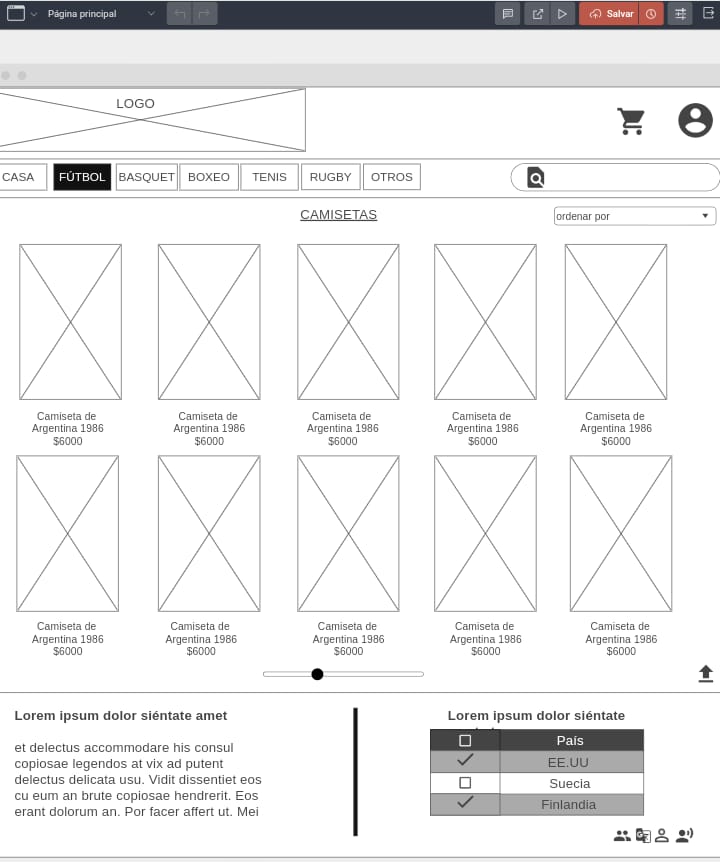 Página principal
Salvar
LOGO
CASA FÚTBOL BASQUET BOXEO TENIS RUGBY OTROS
CAMISETAS
ordenar por
Camiseta de Camiseta de Camiseta de Camiseta de Camiseta de
Argentina 1986 Argentina 1986 Argentina 1986 Argentina 1986 Argentina 1986
$6000 $6000 $6000 $6000 $6000
Camiseta de Camiseta de Camiseta de Camiseta de Camiseta de
Argentina 1986 Argentina 1986 Argentina 1986 Argentina 1986 Argentina 1986
$6000 $6000 $6000 $6000 $6000
Lorem ipsum dolor siéntate amet
et delectus accommodare his consul
copiosae legendos at vix ad putent
delectus delicata usu. Vidit dissentiet eos
cu eum an brute copiosae hendrerit. Eos
erant dolorum an. Por facer affert ut. Mei
Lorem ipsum dolor siéntate
País
EE.UU
Suecia
Finlandia